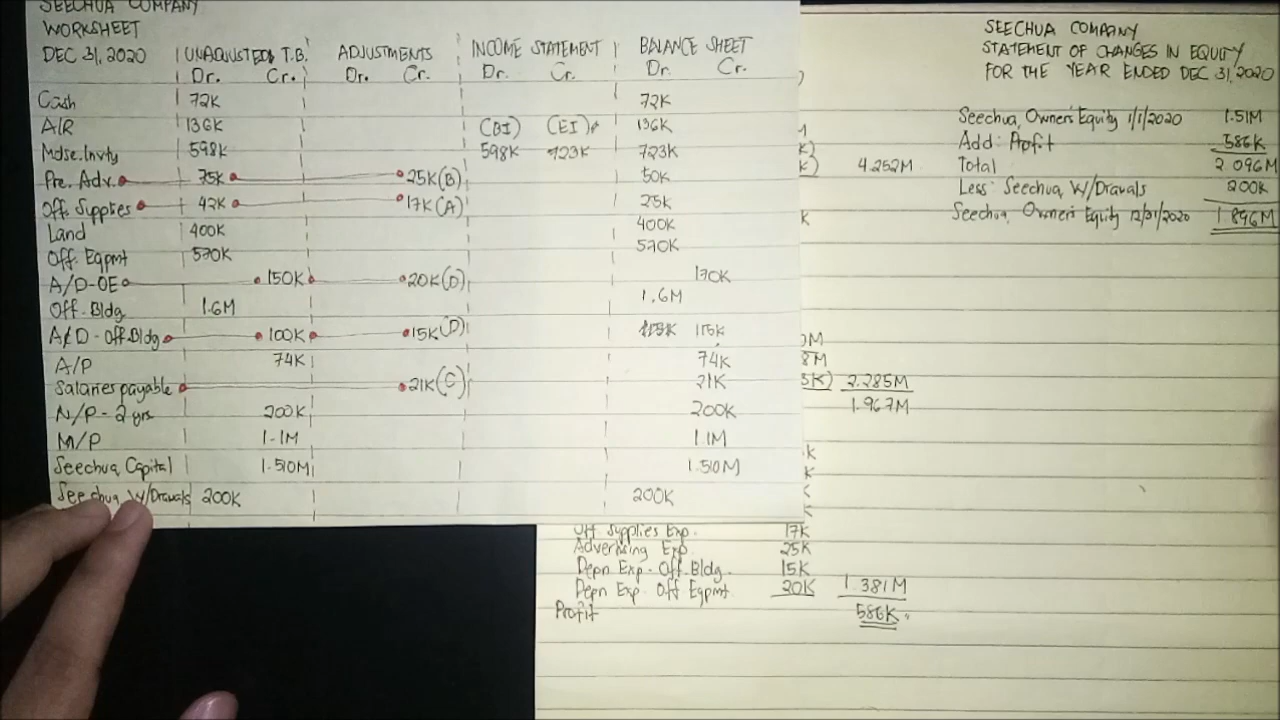 SEECHUA COMPANY
WORKSHEET
DEC 31, 2020 UNADJUSTED T.B. ADJUSTMENTS INCOME STATEMENT BALANCE SHEET
Dr. Cr. Dr. Cr. Dr. Cr. Dr. Cr.
Cash 72K 72K
A/R 136K (BI) (EI) 136K
Mdse. Invty 598K 598K 723K 723K
Pre. Adv. 75K 25K (B) 50K
Off. Supplies 42K 17K (A) 25K
Land 400K 400K
Off. Eqpmt 570K 570K
A/D-OE 150K 20K (D) 170K
Off. Bldg 1.6M 1.6M
A/D - Off. Bldg 100K 15K (D) 115K
A/P 74K 74K
Salaries payable 21K (C) 21K
N/P - 2 yrs 200K 200K
M/P 1.1M 1.1M
Seechua, Capital 1.510M 1.510M
Seechua, W/Drawals 200K 200K
K) 4.252M
K
8M
5K) 2.285M
1.967M
K
K
Off Supplies Exp. 17K
Advertising Exp 25K
Depn Exp - Off. Bldg. 15K
Depn Exp. Off Eqpmt 20K 1.381M
Profit 586K
SEECHUA COMPANY
STATEMENT OF CHANGES IN EQUITY
FOR THE YEAR ENDED DEC 31, 2020
Seechua, Owner's Equity 1/1/2020 1.51M
Add: Profit 586K
Total 2.096M
Less: Seechua, W/Drawals 200K
Seechua, Owner's Equity 12/31/2020 1.896M